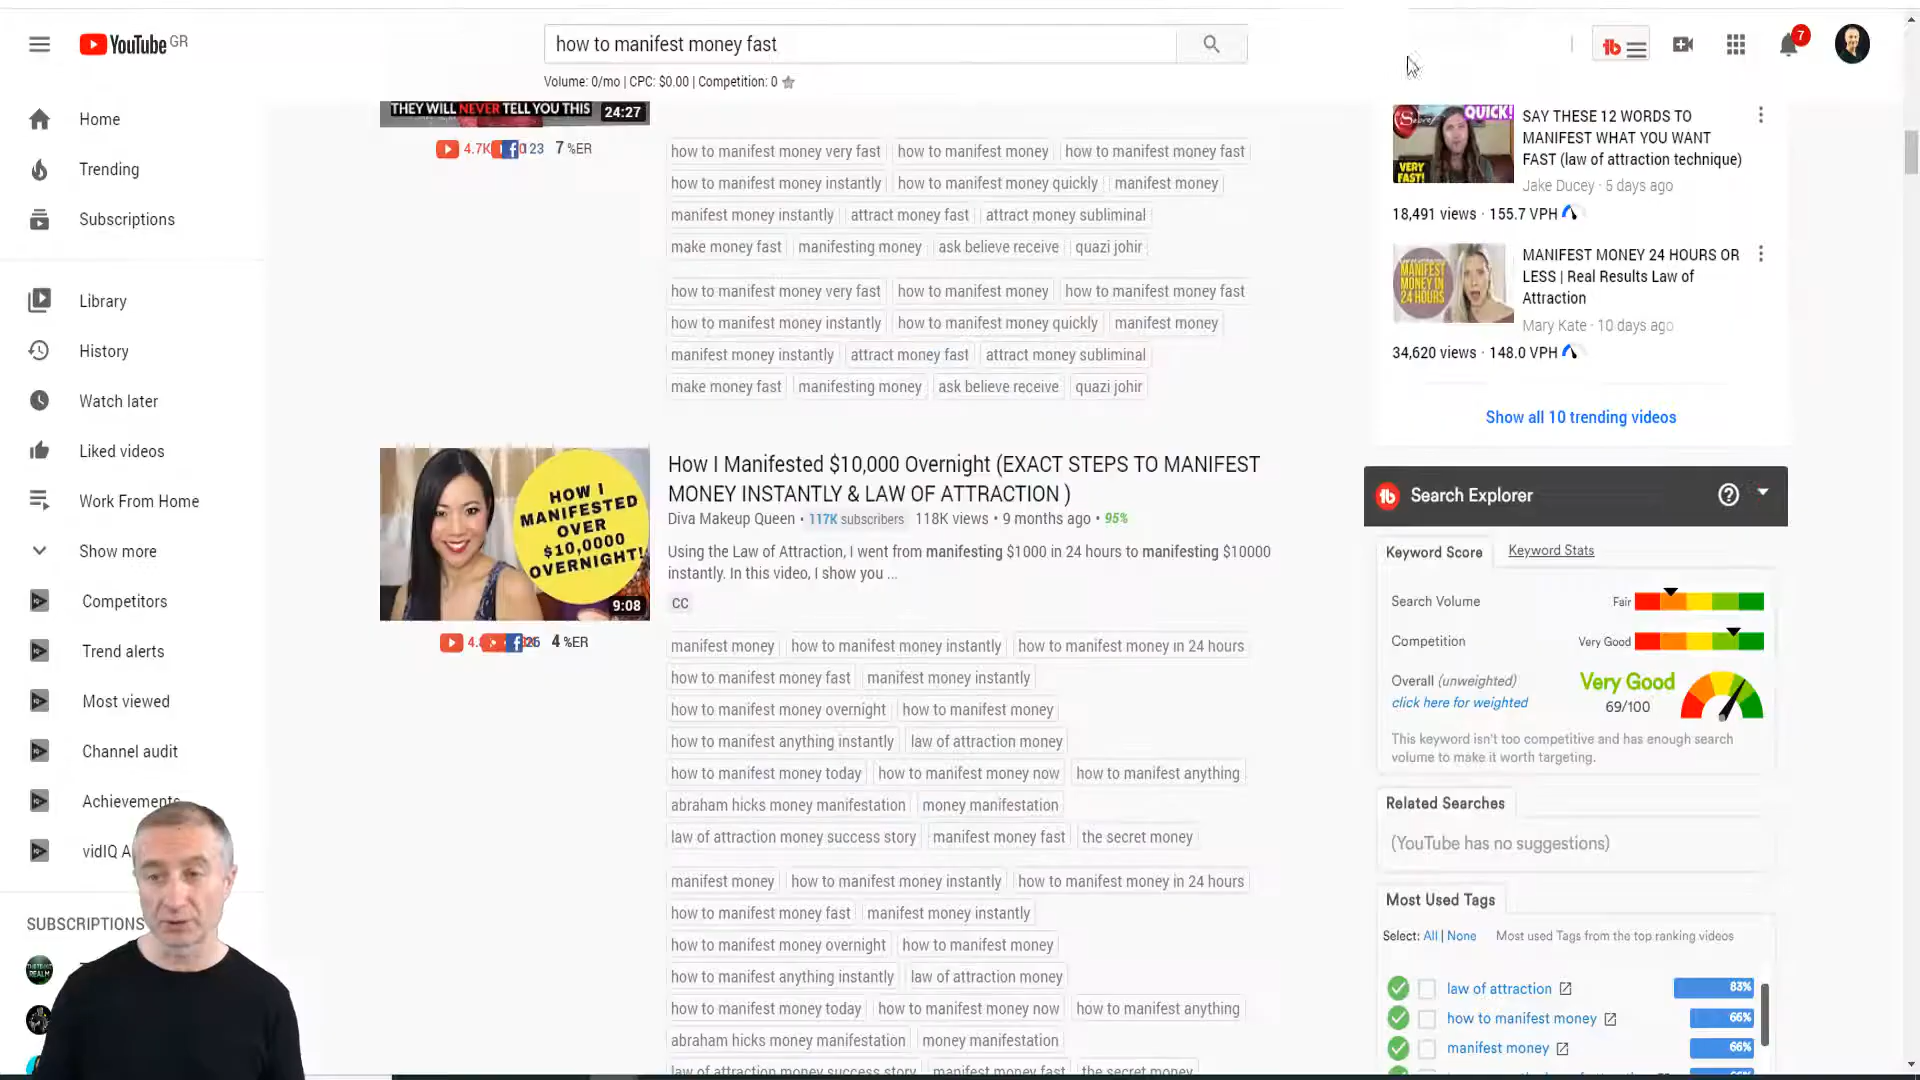 YouTube GR
how to manifest money fast
7
Volume: 0/mo | CPC: $0.00 | Competition: 0
Home
Trending
Subscriptions
Library
History
Watch later
Liked videos
Work From Home
Show more
Competitors
Trend alerts
Most viewed
Channel audit
Achievements
vidIQ A
SUBSCRIPTIONS
THEY WILL NEVER TELL YOU THIS
24:27
4.7K 123 7 %ER
how to manifest money very fast how to manifest money how to manifest money fast
how to manifest money instantly how to manifest money quickly manifest money
manifest money instantly attract money fast attract money subliminal
make money fast manifesting money ask believe receive quazi johir
how to manifest money very fast how to manifest money how to manifest money fast
how to manifest money instantly how to manifest money quickly manifest money
manifest money instantly attract money fast attract money subliminal
make money fast manifesting money ask believe receive quazi johir
HOW I
MANIFESTED
OVER
$10,000
OVERNIGHT!
9:08
4 %ER
How I Manifested $10,000 Overnight (EXACT STEPS TO MANIFEST
MONEY INSTANTLY & LAW OF ATTRACTION )
Diva Makeup Queen • 117K subscribers 118K views • 9 months ago • 95%
Using the Law of Attraction, I went from manifesting $1000 in 24 hours to manifesting $10000
instantly. In this video, I show you ...
CC
manifest money how to manifest money instantly how to manifest money in 24 hours
how to manifest money fast manifest money instantly
how to manifest money overnight how to manifest money
how to manifest anything instantly law of attraction money
how to manifest money today how to manifest money now how to manifest anything
abraham hicks money manifestation money manifestation
law of attraction money success story manifest money fast the secret money
manifest money how to manifest money instantly how to manifest money in 24 hours
how to manifest money fast manifest money instantly
how to manifest money overnight how to manifest money
how to manifest anything instantly law of attraction money
how to manifest money today how to manifest money now how to manifest anything
abraham hicks money manifestation money manifestation
law of attraction money success story manifest money fast the secret money
QUICK!
Secret
VERY
FAST!
SAY THESE 12 WORDS TO
MANIFEST WHAT YOU WANT
FAST (law of attraction technique)
Jake Ducey · 5 days ago
18,491 views · 155.7 VPH
MANIFEST
MONEY IN
24 HOURS
MANIFEST MONEY 24 HOURS OR
LESS | Real Results Law of
Attraction
Mary Kate · 10 days ago
34,620 views · 148.0 VPH
Show all 10 trending videos
Search Explorer
Keyword Score Keyword Stats
Search Volume Fair
Competition Very Good
Overall (unweighted)
click here for weighted
Very Good
69/100
This keyword isn't too competitive and has enough search
volume to make it worth targeting.
Related Searches
(YouTube has no suggestions)
Most Used Tags
Select: All | None Most used Tags from the top ranking videos
law of attraction 83%
how to manifest money 66%
manifest money 66%